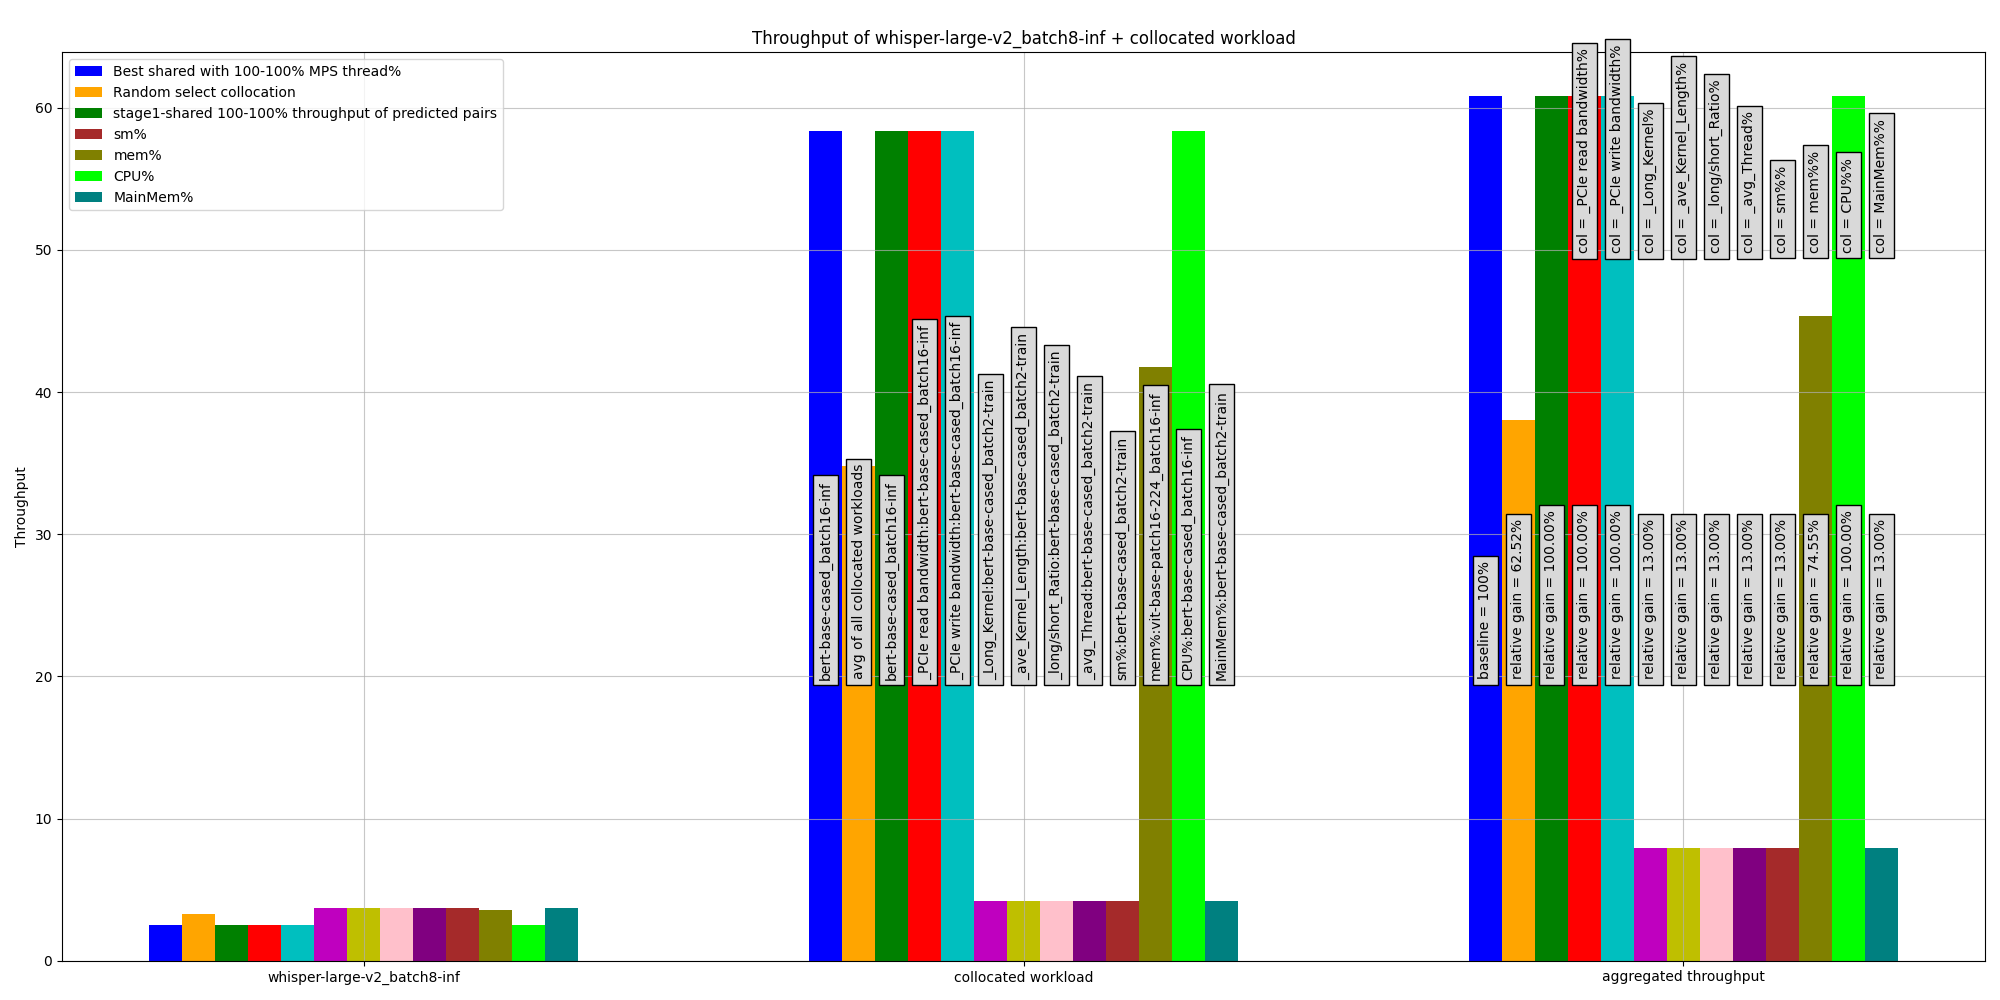 Throughput of whisper-large-v2_batch8-inf + collocated workload
Best shared with 100-100% MPS thread%
Random select collocation
stage1-shared 100-100% throughput of predicted pairs
sm%
mem%
CPU%
MainMem%
Throughput
60
50
40
30
20
10
0
bert-base-cased_batch16-inf
avg of all collocated workloads
bert-base-cased_batch16-inf
_PCIe read bandwidth:bert-base-cased_batch16-inf
_PCIe write bandwidth:bert-base-cased_batch16-inf
_Long_Kernel:bert-base-cased_batch2-train
_ave_Kernel_Length:bert-base-cased_batch2-train
_long/short_Ratio:bert-base-cased_batch2-train
_avg_Thread:bert-base-cased_batch2-train
sm%:bert-base-cased_batch2-train
mem%:vit-base-patch16-224_batch16-inf
CPU%:bert-base-cased_batch16-inf
MainMem%:bert-base-cased_batch2-train
col = _PCIe read bandwidth%
col = _PCIe write bandwidth%
col = _Long_Kernel%
col = _ave_Kernel_Length%
col = _long/short_Ratio%
col = _avg_Thread%
col = sm%%
col = mem%%
col = CPU%%
col = MainMem%%
baseline = 100%
relative gain = 62.52%
relative gain = 100.00%
relative gain = 100.00%
relative gain = 100.00%
relative gain = 13.00%
relative gain = 13.00%
relative gain = 13.00%
relative gain = 13.00%
relative gain = 13.00%
relative gain = 74.55%
relative gain = 100.00%
relative gain = 13.00%
whisper-large-v2_batch8-inf
collocated workload
aggregated throughput